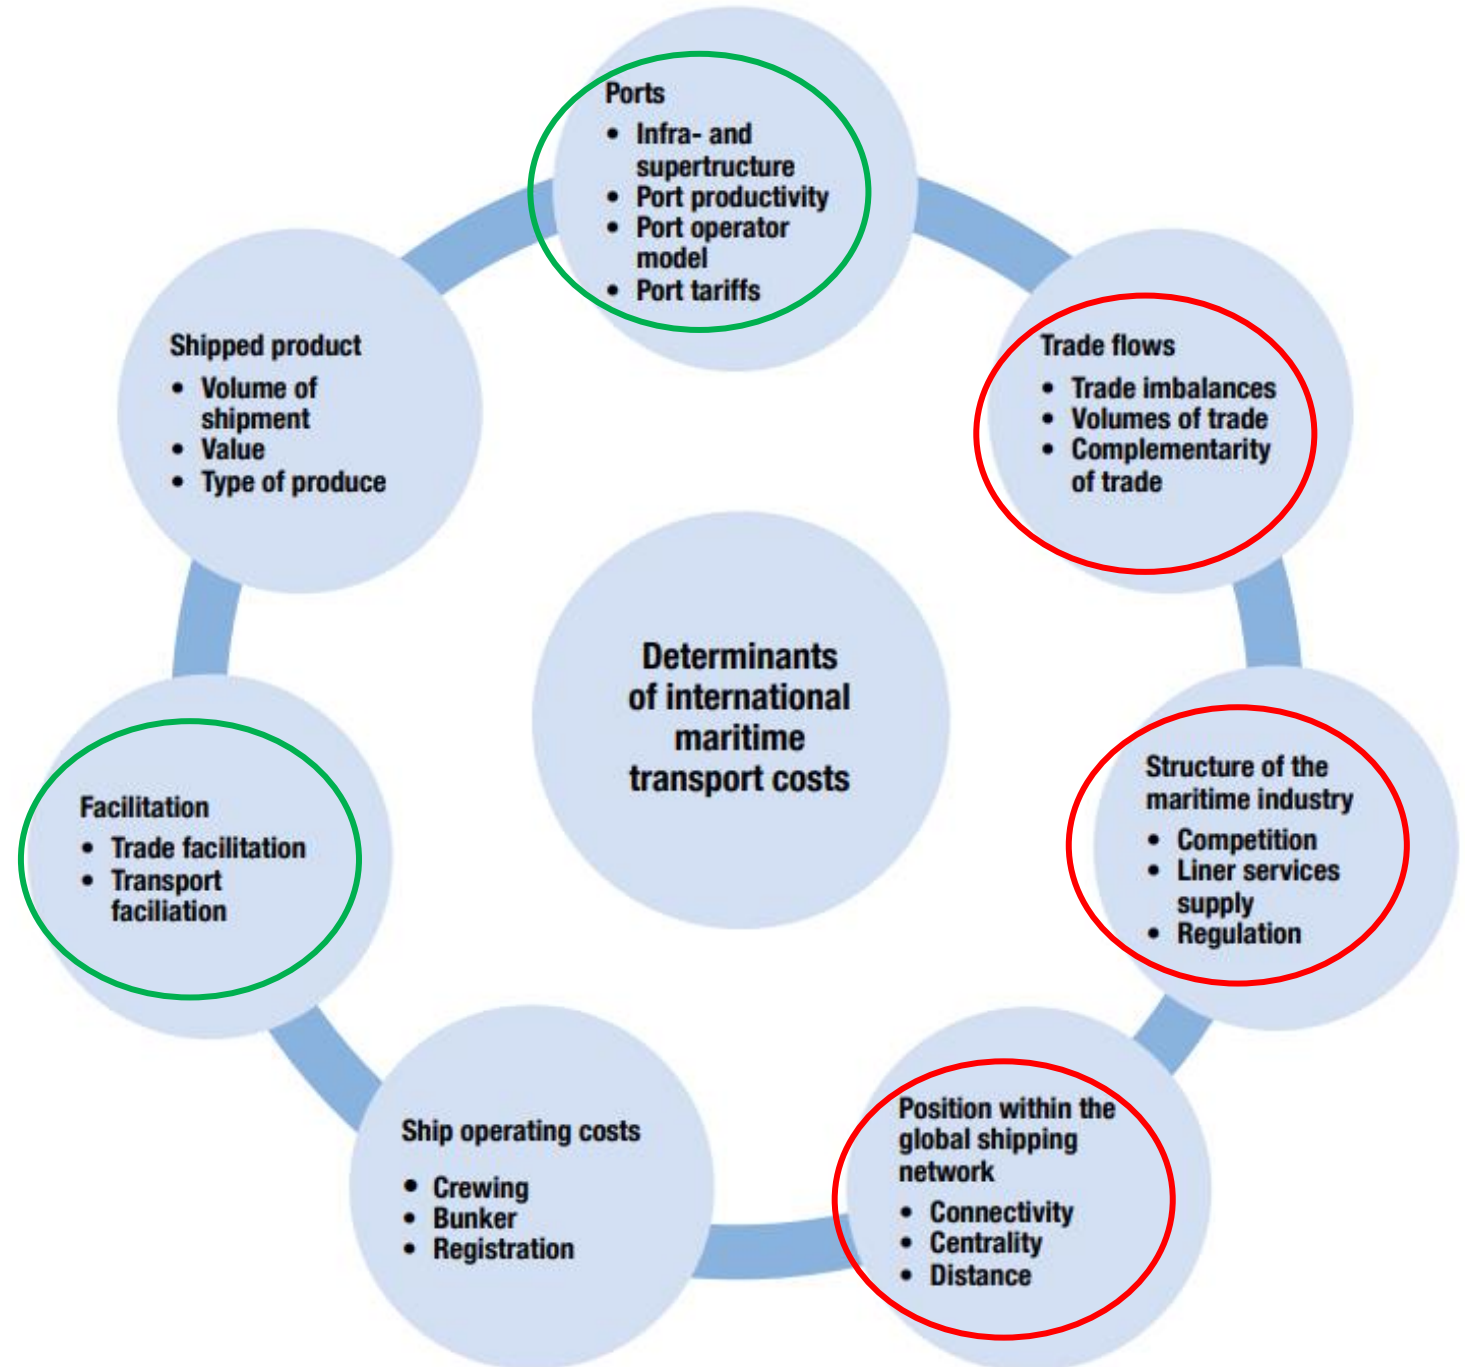 Ports
• Infra- and
supertructure
• Port productivity
• Port operator
model
• Port tariffs
Trade flows
• Trade imbalances
• Volumes of trade
• Complementarity
of trade
Structure of the
maritime industry
• Competition
• Liner services
supply
• Regulation
Position within the
global shipping
network
• Connectivity
• Centrality
• Distance
Ship operating costs
• Crewing
• Bunker
• Registration
Facilitation
• Trade facilitation
• Transport
faciliation
Shipped product
• Volume of
shipment
• Value
• Type of produce
Determinants
of international
maritime
transport costs